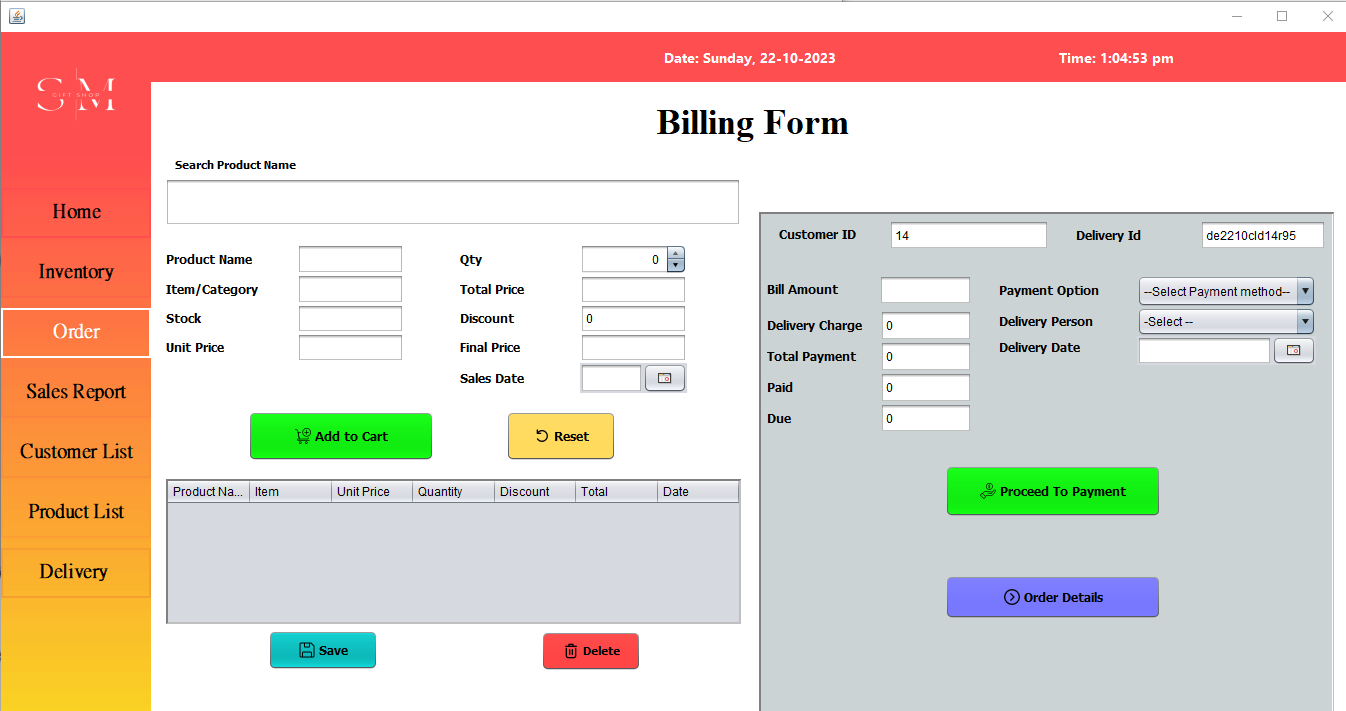 Date: Sunday, 22-10-2023
Time: 1:04:53 pm
SM
GIFT SHOP
Home
Inventory
Order
Sales Report
Customer List
Product List
Delivery
Billing Form
Search Product Name
Product Name
Item/Category
Stock
Unit Price
Qty 0
Total Price
Discount 0
Final Price
Sales Date
Add to Cart
Reset
Product Na... Item Unit Price Quantity Discount Total Date
Save
Delete
Customer ID 14
Delivery Id de2210cld14r95
Bill Amount
Delivery Charge 0
Total Payment 0
Paid 0
Due 0
Payment Option --Select Payment method--
Delivery Person -Select --
Delivery Date
Proceed To Payment
Order Details